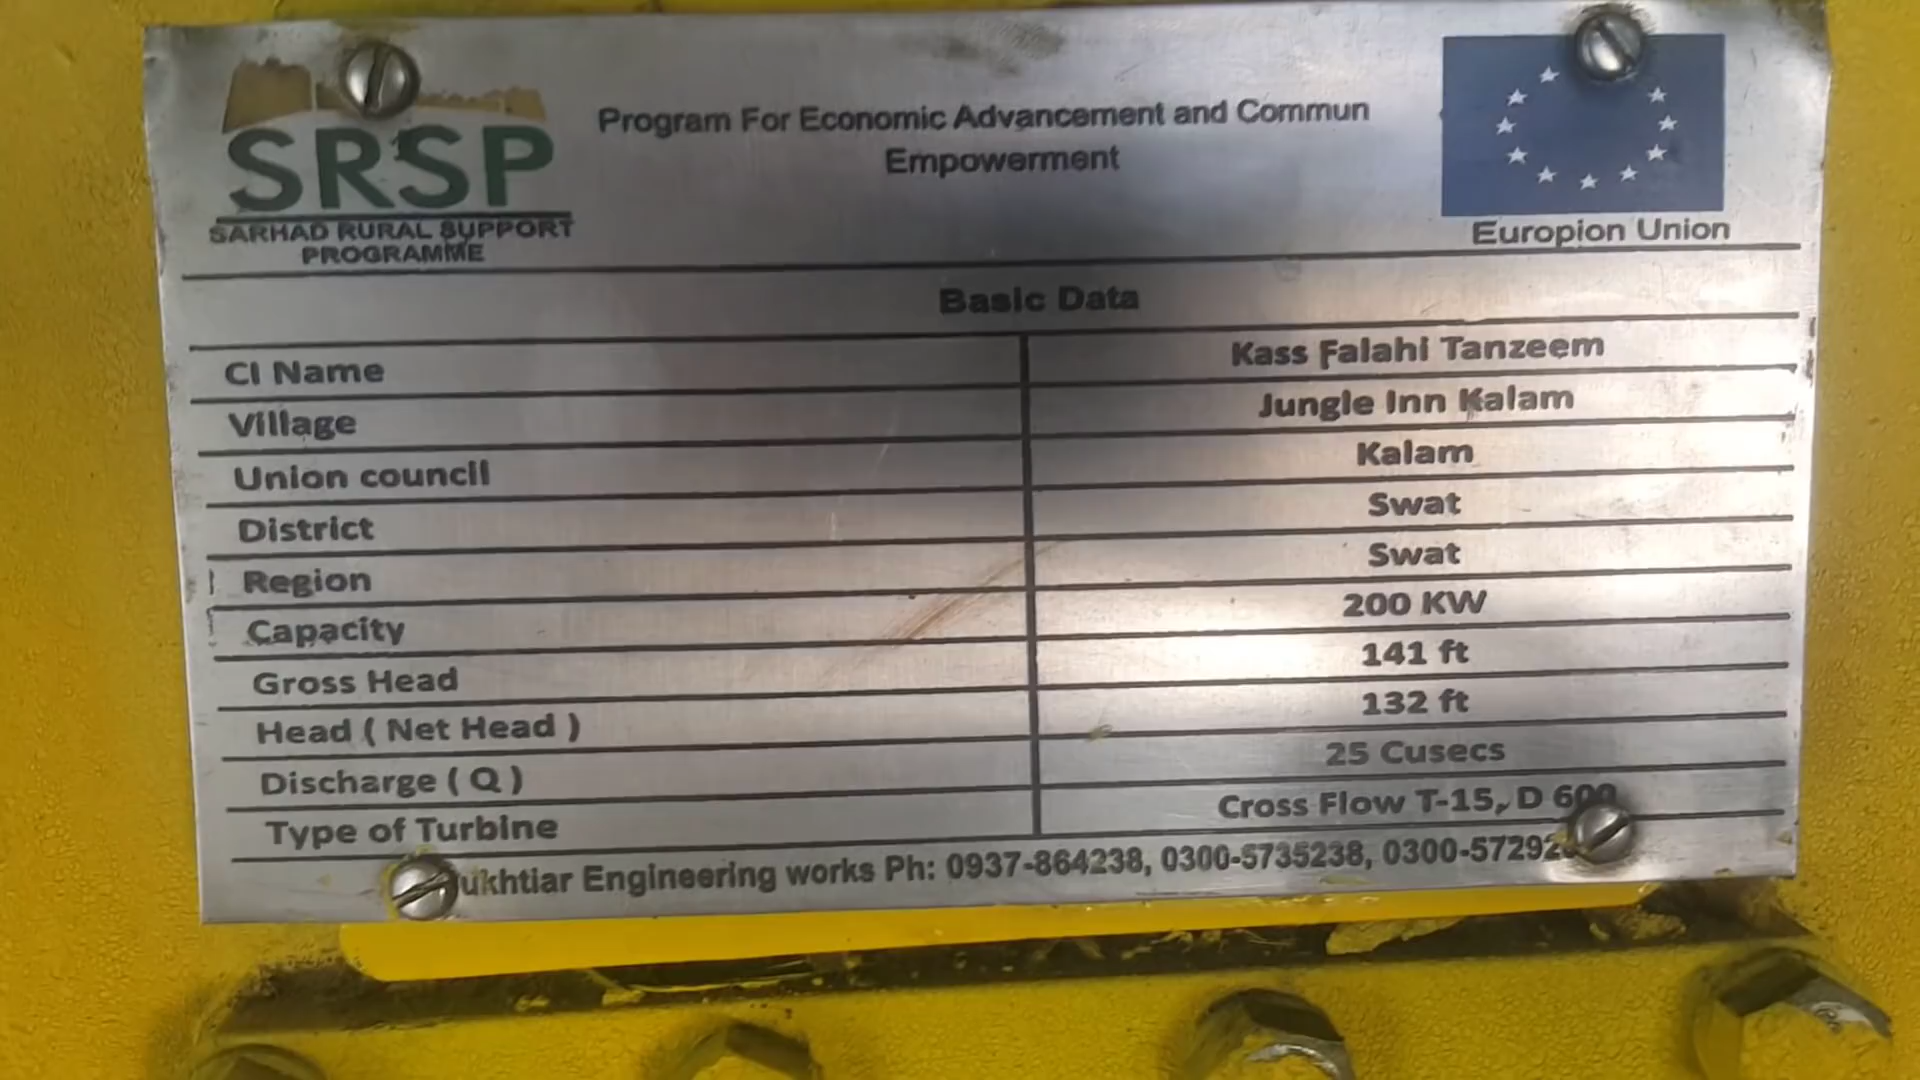 SRSP
SARHAD RURAL SUPPORT
PROGRAMME
Program For Economic Advancement and Commun
Empowerment
Europion Union
Basic Data
CI Name Kass Falahi Tanzeem
Village Jungle Inn Kalam
Union council Kalam
District Swat
Region Swat
Capacity 200 KW
Gross Head 141 ft
Head ( Net Head ) 132 ft
Discharge ( Q ) 25 Cusecs
Type of Turbine Cross Flow T-15, D 600
ukhtiar Engineering works Ph: 0937-864238, 0300-5735238,